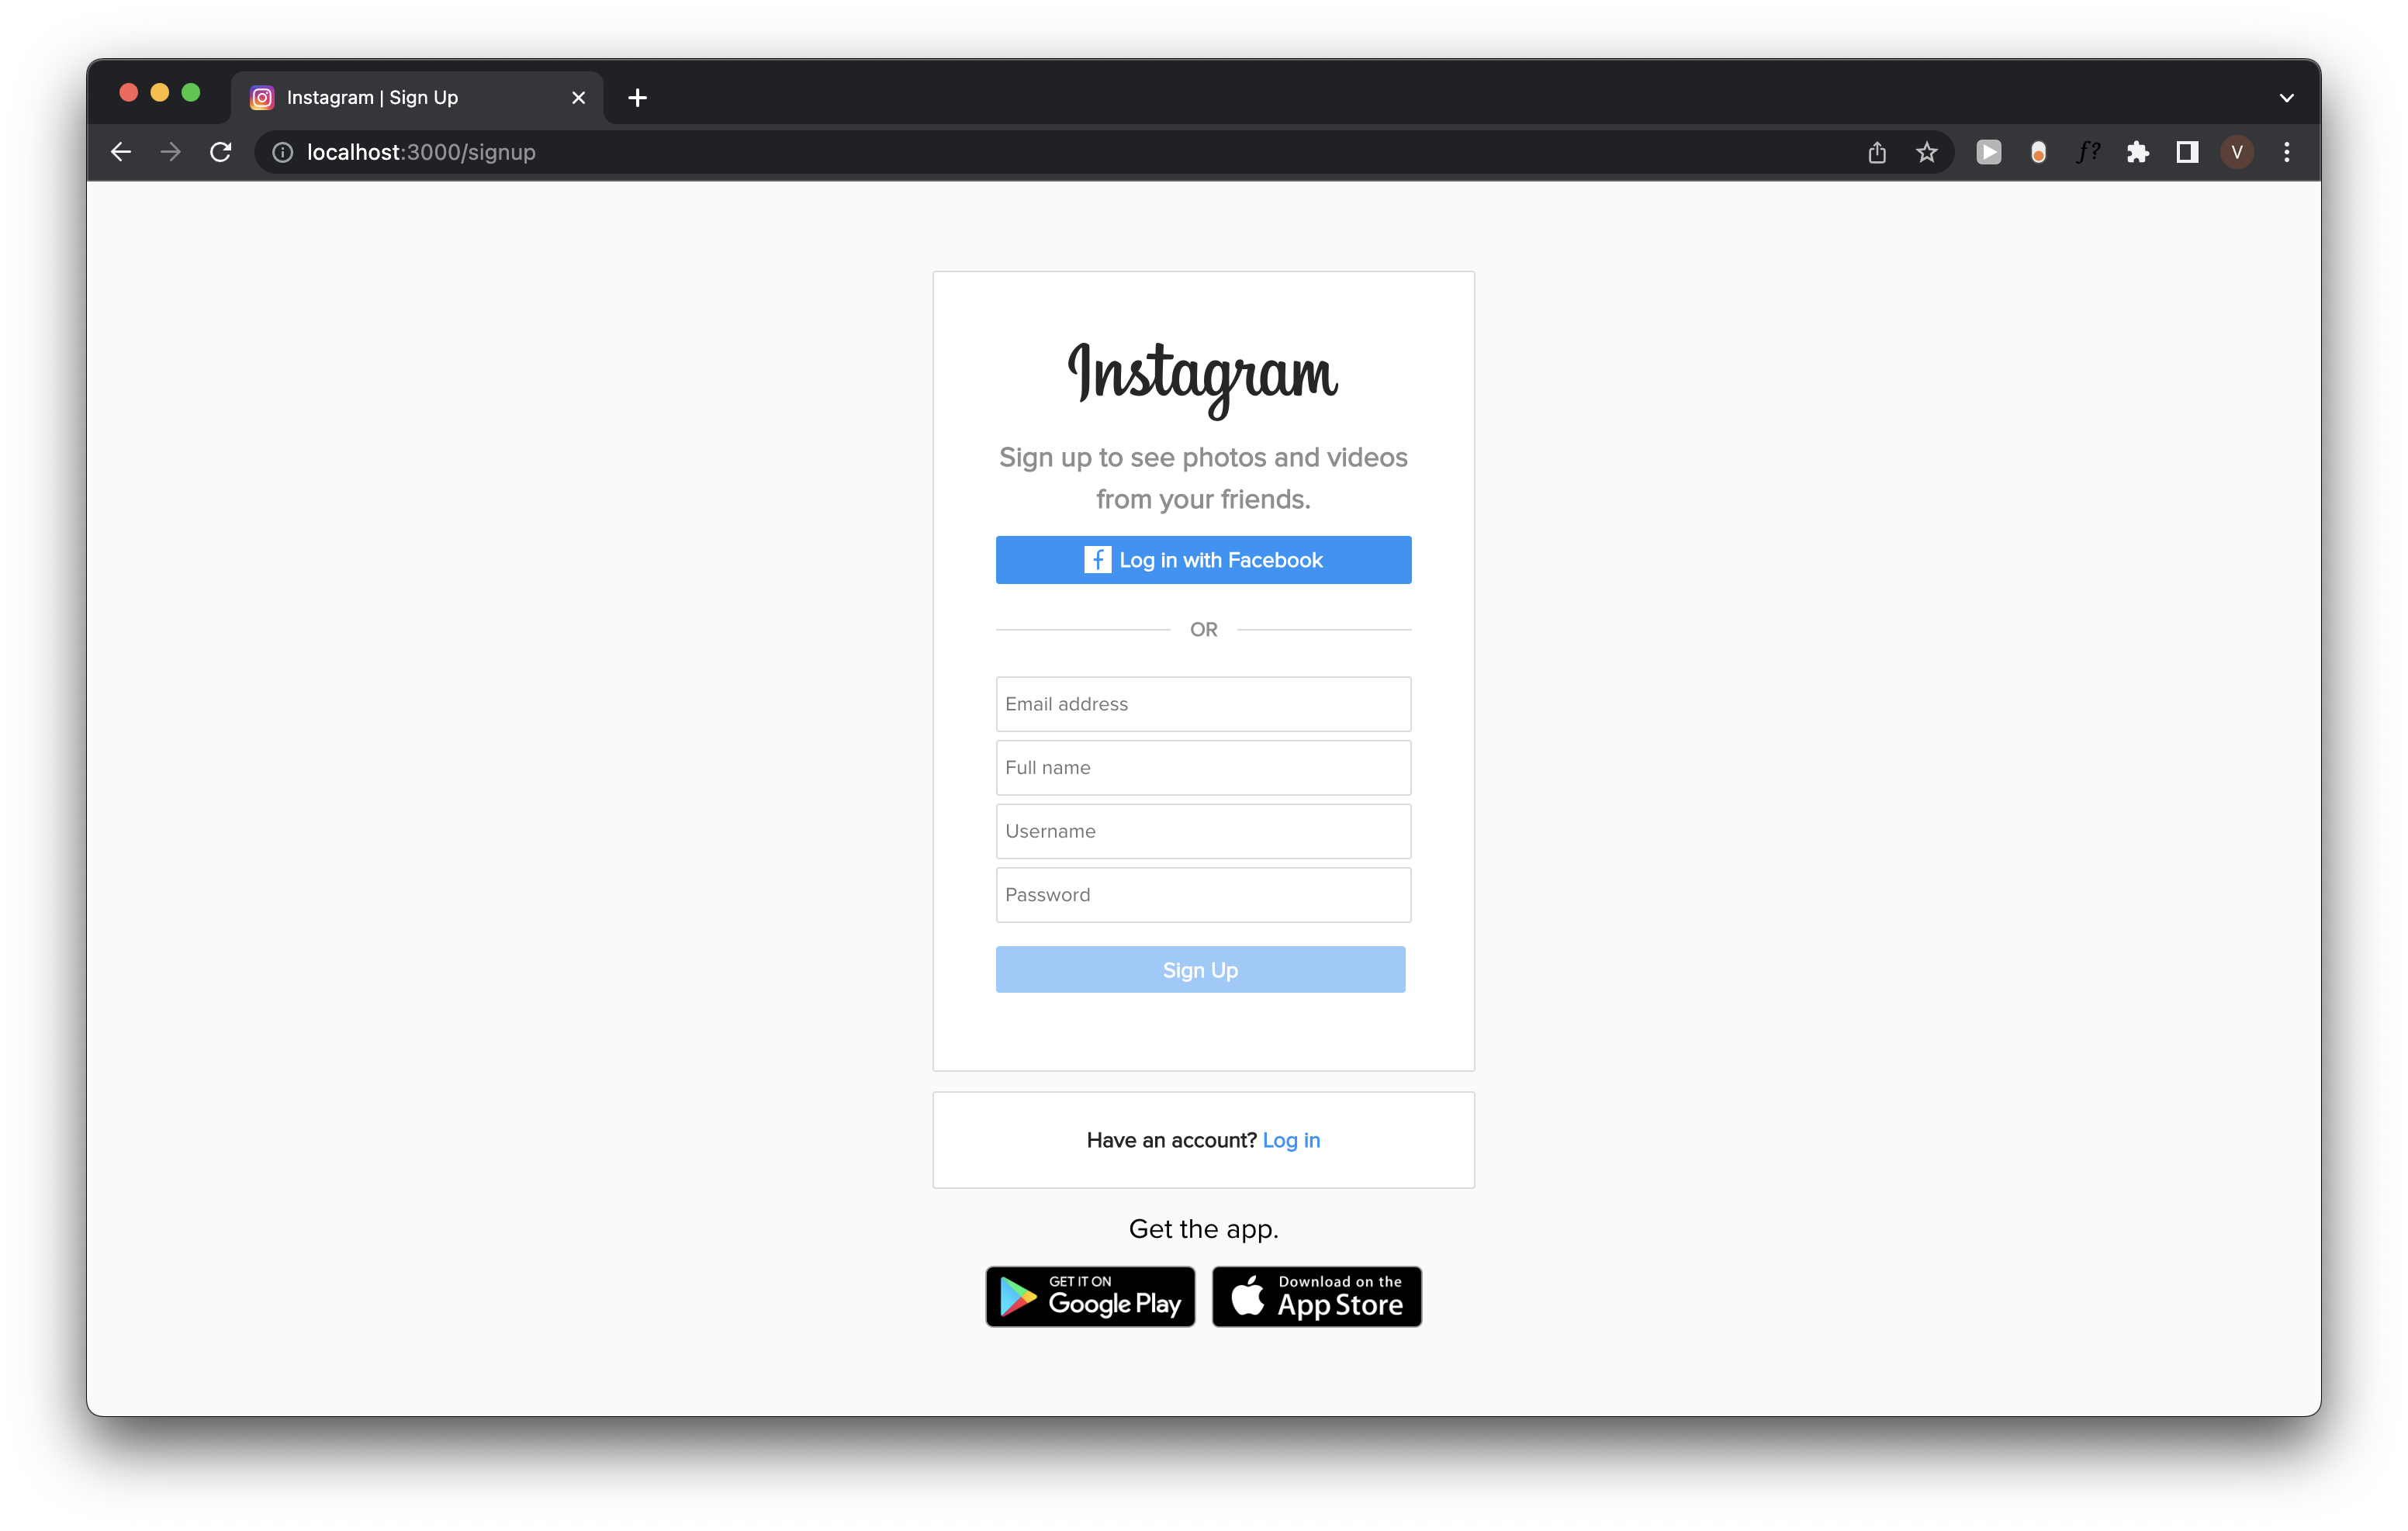 Instagram | Sign Up
localhost:3000/signup
f?
V
Instagram
Sign up to see photos and videos
from your friends.
f Log in with Facebook
OR
Email address
Full name
Username
Password
Sign Up
Have an account? Log in
Get the app.
GET IT ON
Google Play
Download on the
App Store